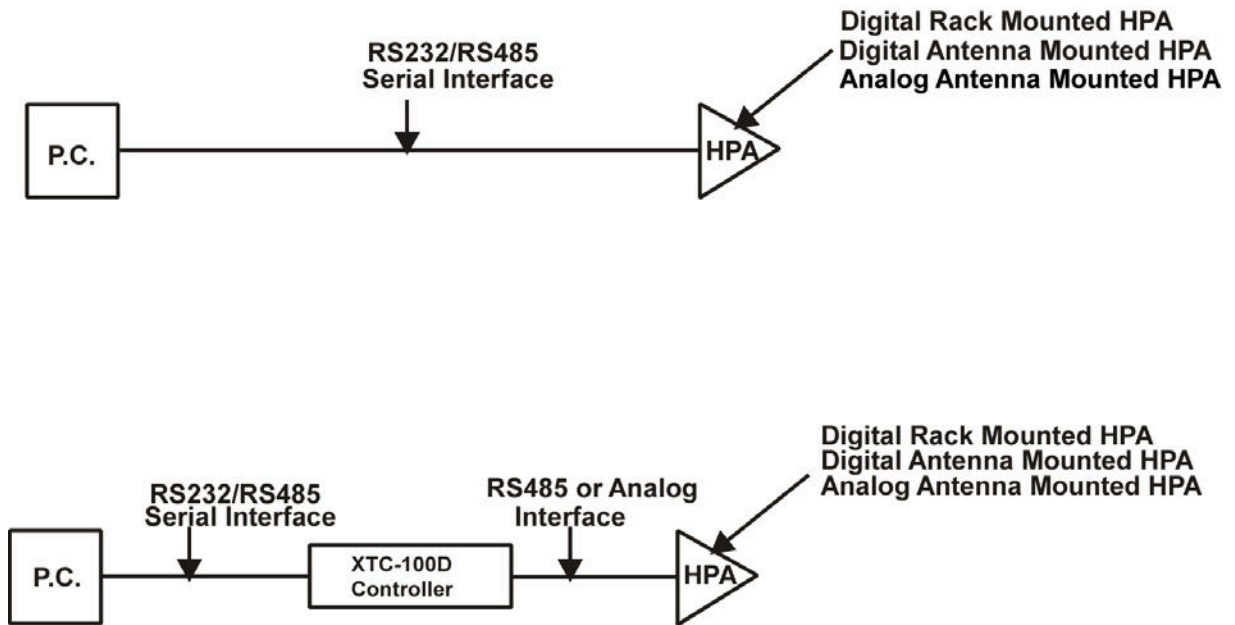 Digital Rack Mounted HPA
Digital Antenna Mounted HPA
Analog Antenna Mounted HPA
RS232/RS485
Serial Interface
P.C.
HPA
Digital Rack Mounted HPA
Digital Antenna Mounted HPA
Analog Antenna Mounted HPA
RS232/RS485
Serial Interface
RS485 or Analog
Interface
P.C.
XTC-100D
Controller
HPA